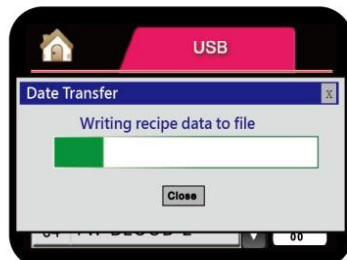 USB
Date Transfer
X
Writing recipe data to file
Close
00